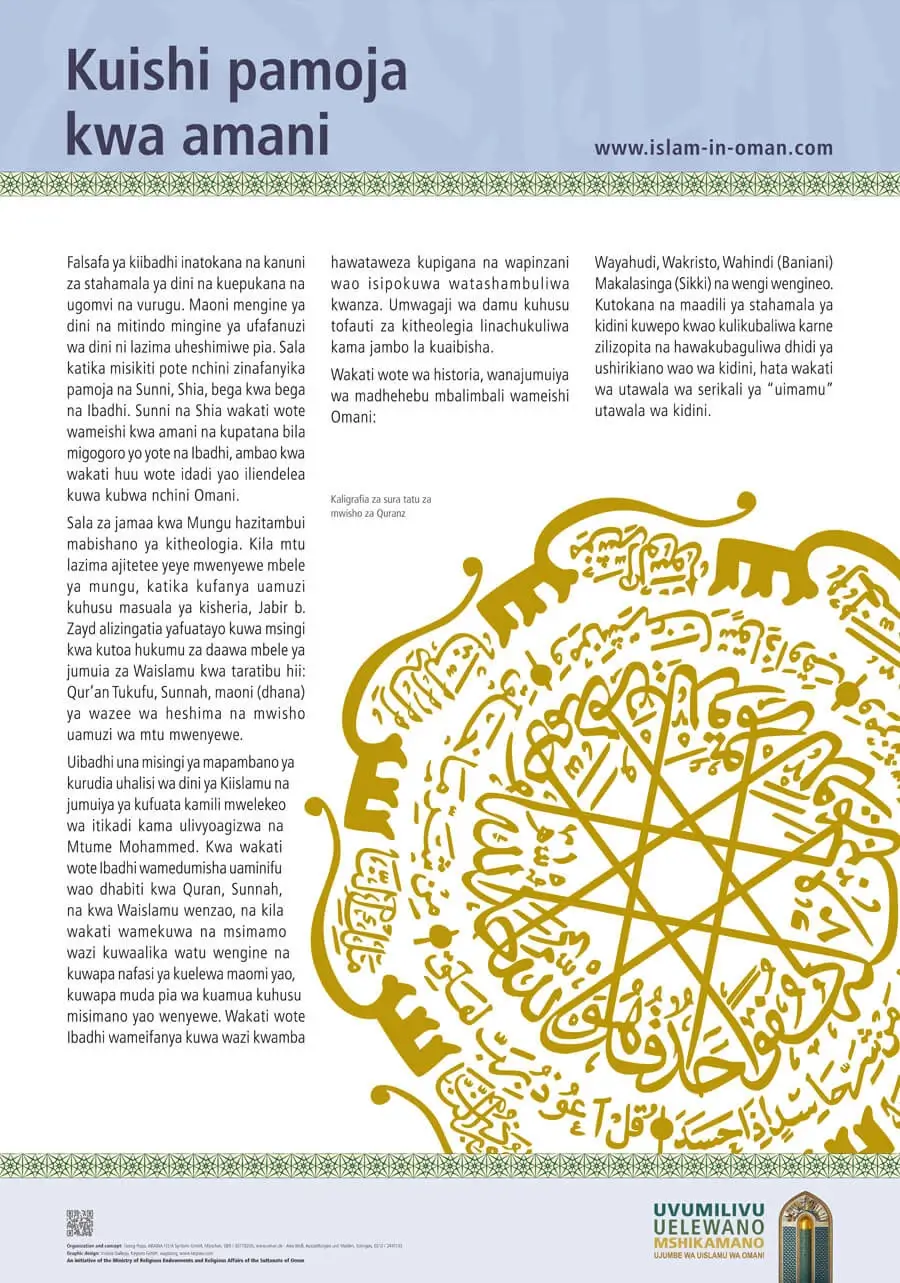 Kuishi pamoja
kwa amani
www.islam-in-oman.com
Falsafa ya kiibadhi inatokana na kanuni
za stahamala ya dini na kuepukana na
ugomvi na vurugu. Maoni mengine ya
dini na mitindo mingine ya ufafanuzi
wa dini ni lazima uheshimiwe pia. Sala
katika misikiti pote nchini zinafanyika
pamoja na Sunni, Shia, bega kwa bega
na Ibadhi. Sunni na Shia wakati wote
wameishi kwa amani na kupatana bila
migogoro yo yote na Ibadhi, ambao kwa
wakati huu wote idadi yao iliendelea
kuwa kubwa nchini Omani.
Sala za jamaa kwa Mungu hazitambui
mabishano ya kitheologia. Kila mtu
lazima ajitetee yeye mwenyewe mbele
ya mungu, katika kufanya uamuzi
kuhusu masuala ya kisheria, Jabir b.
Zayd alizingatia yafuatayo kuwa msingi
kwa kutoa hukumu za daawa mbele ya
jumuia za Waislamu kwa taratibu hii:
Qur'an Tukufu, Sunnah, maoni (dhana)
ya wazee wa heshima na mwisho
uamuzi wa mtu mwenyewe.
Uibadhi una misingi ya mapambano ya
kurudia uhalisi wa dini ya Kiislamu na
jumuiya ya kufuata kamili mwelekeo
wa itikadi kama ulivyoagizwa na
Mtume Mohammed. Kwa wakati
wote Ibadhi wamedumisha uaminifu
wao dhabiti kwa Quran, Sunnah,
na kwa Waislamu wenzao, na kila
wakati wamekuwa na msimamo
wazi kuwaalika watu wengine na
kuwapa nafasi ya kuelewa maomi yao,
kuwapa muda pia wa kuamua kuhusu
misimano yao wenyewe. Wakati wote
Ibadhi wameifanya kuwa wazi kwamba
hawataweza kupigana na wapinzani
wao isipokuwa watashambuliwa
kwanza. Umwagaji wa damu kuhusu
tofauti za kitheolegia linachukuliwa
kama jambo la kuaibisha.
Wakati wote wa historia, wanajumuiya
wa madhehebu mbalimbali wameishi
Omani:
Wayahudi, Wakristo, Wahindi (Baniani)
Makalasinga (Sikki) na wengi wengineo.
Kutokana na maadili ya stahamala ya
kidini kuwepo kwao kulikubaliwa karne
zilizopita na hawakubaguliwa dhidi ya
ushirikiano wao wa kidini, hata wakati
wa utawala wa serikali ya “uimamu”
utawala wa kidini.
Kaligrafia za sura tatu za
mwisho za Quranz
An initiative of the Ministry of Religious Endowments and Religious Affairs of the Sultanate of Oman
UVUMILIVU
UELEWANO
MSHIKAMANO
UJUMBE WA UISLAMU WA OMANI